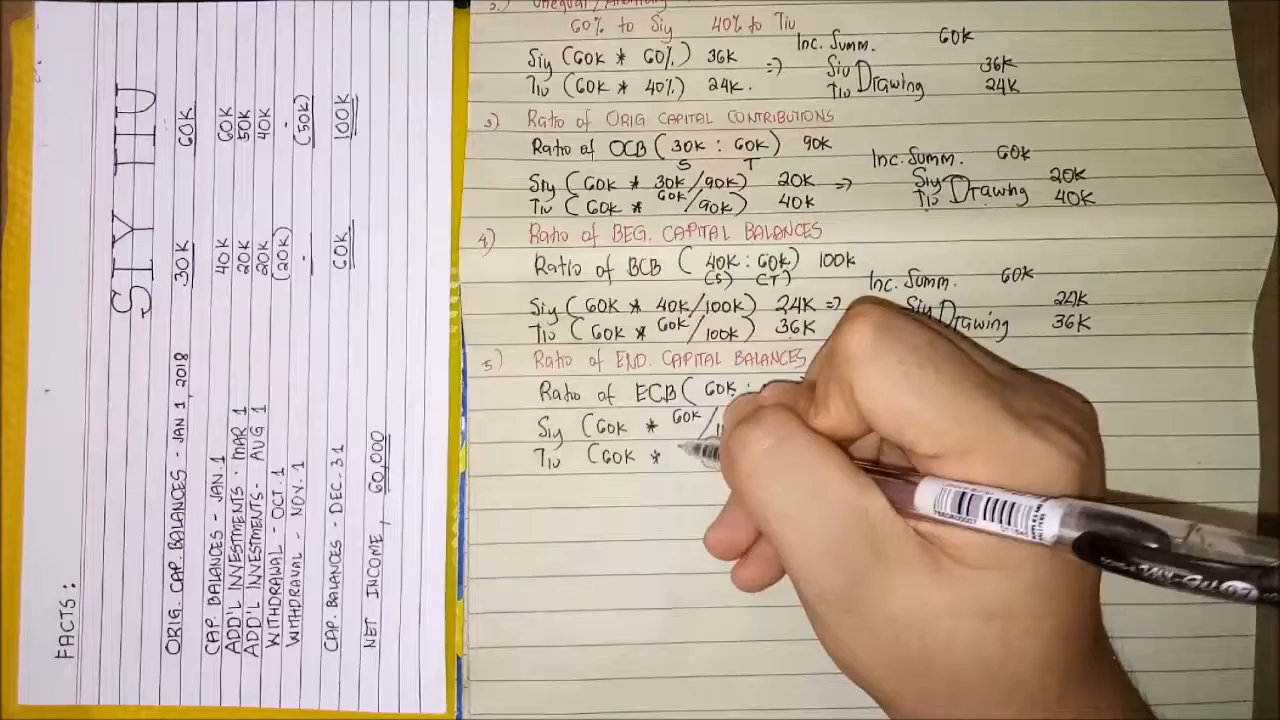 FACTS:
SIY TIU
ORIG. CAP. BALANCES - JAN 1, 2018 30K 60K
CAP. BALANCES - JAN. 1 40K 60K
ADD'L INVESTMENTS - MAR 1 20K 50K
ADD'L INVESTMENTS - AUG 1 20K 40K
WITHDRAWAL - OCT. 1 (20K) -
WITHDRAWAL - NOV. 1 - (50K)
CAP. BALANCES - DEC. 31 60K 100K
NET INCOME, 60,000
2.) Unequal/
60% to Siy 40% to Tiu
Inc. Summ. 60K
Siy (60K * 60%) 36K => Siy Drawing 36K
Tiu (60K * 40%) 24K. Tiu 24K
3) Ratio of ORIG CAPITAL CONTRIBUTIONS
Ratio of OCB (30K : 60K) 90K
S T
Inc. Summ. 60K
Siy (60K * 30K/90K) 20K => Siy Drawing 20K
Tiu (60K * 60K/90K) 40K Tiu 40K
4) Ratio of BEG. CAPITAL BALANCES
Ratio of BCB (40K : 60K) 100K
(S) (T)
Inc. Summ. 60K
Siy (60K * 40K/100K) 24K => Siy Drawing 24K
Tiu (60K * 60K/100K) 36K 36K
5) Ratio of END. CAPITAL BALANCES
Ratio of ECB (60K :
Siy (60K * 60K/
Tiu (60K *